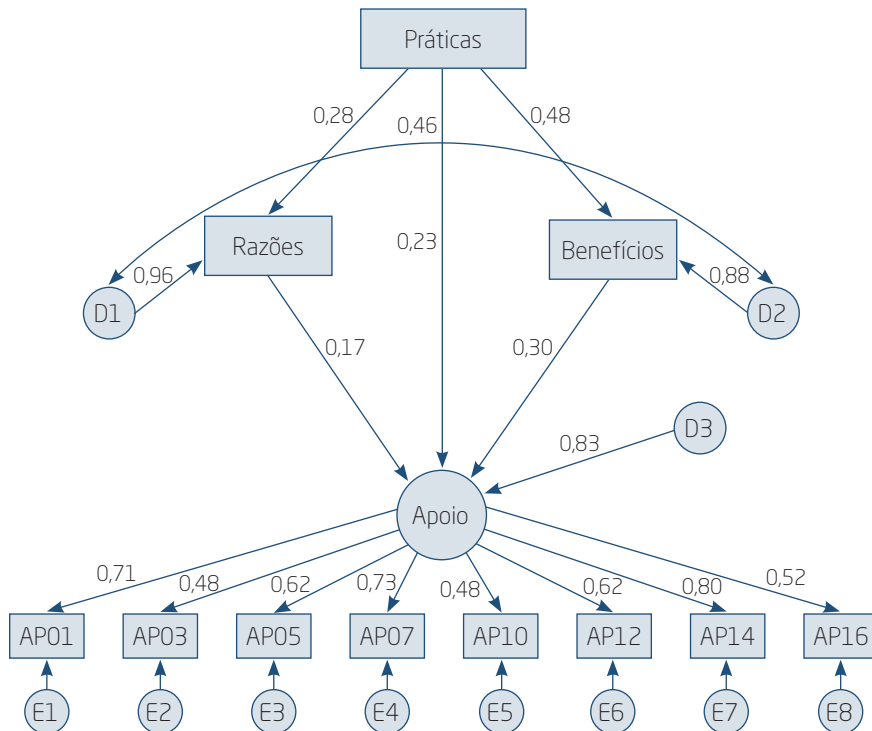 Práticas
0,28
0,46
0,48
Razões
0,23
Benefícios
0,96
0,88
D1
D2
0,17
0,30
D3
0,83
Apoio
0,71
0,48
0,62
0,73
0,48
0,62
0,80
0,52
AP01
AP03
AP05
AP07
AP10
AP12
AP14
AP16
E1
E2
E3
E4
E5
E6
E7
E8